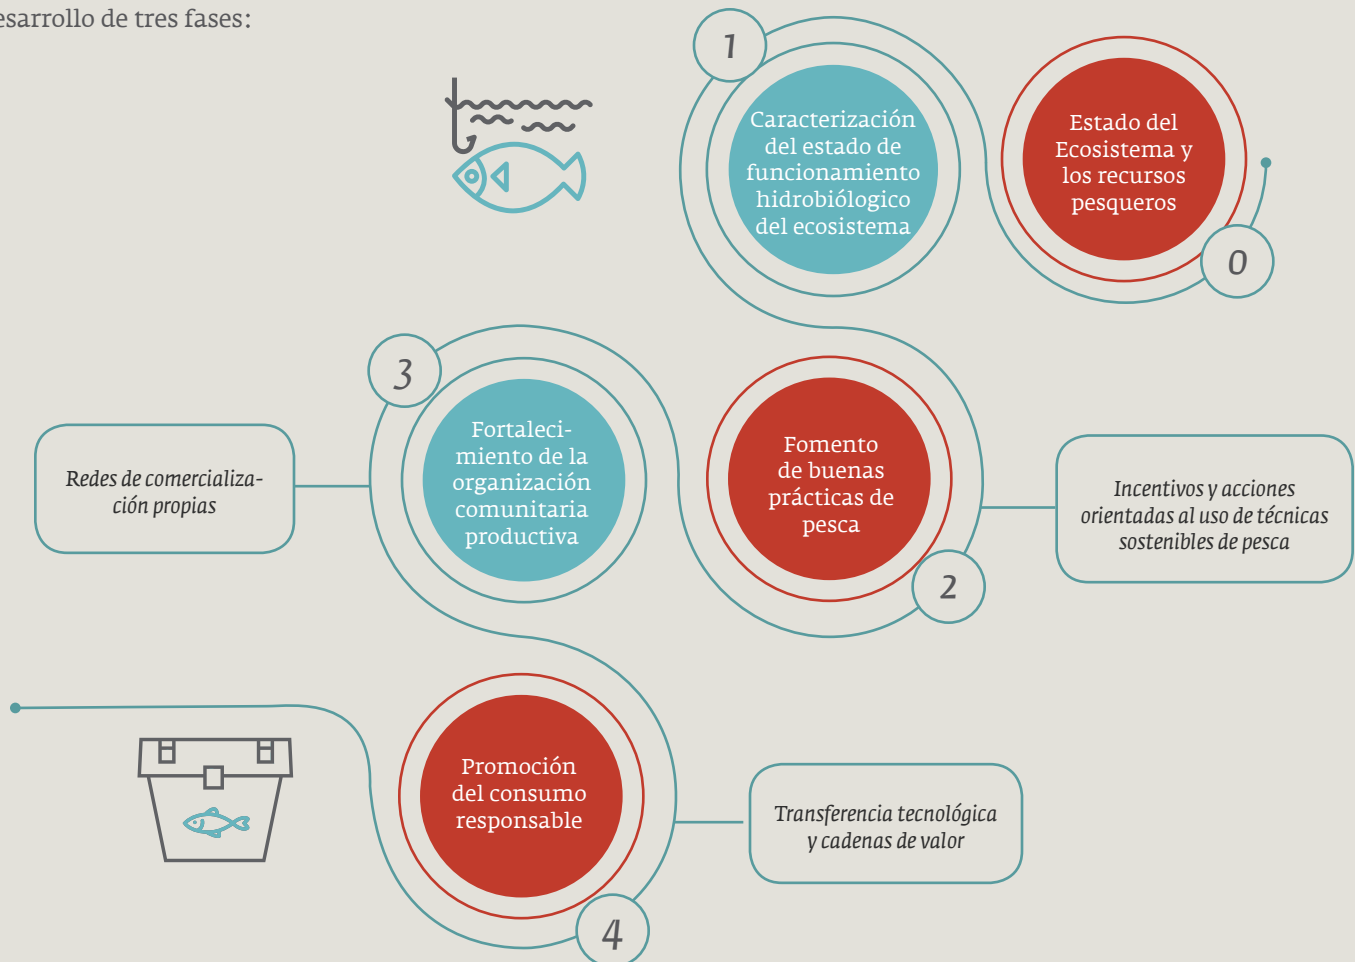 esarrollo de tres fases:
1
Caracterización
del estado de
funcionamiento
hidrobiólogico
del ecosistema
Estado del
Ecosistema y
los recursos
pesqueros
0
3
Fortaleci-
miento de la
organización
comunitaria
productiva
Redes de comercializa-
ción propias
Fomento
de buenas
prácticas de
pesca
2
Incentivos y acciones
orientadas al uso de técnicas
sostenibles de pesca
Promoción
del consumo
responsable
4
Transferencia tecnológica
y cadenas de valor